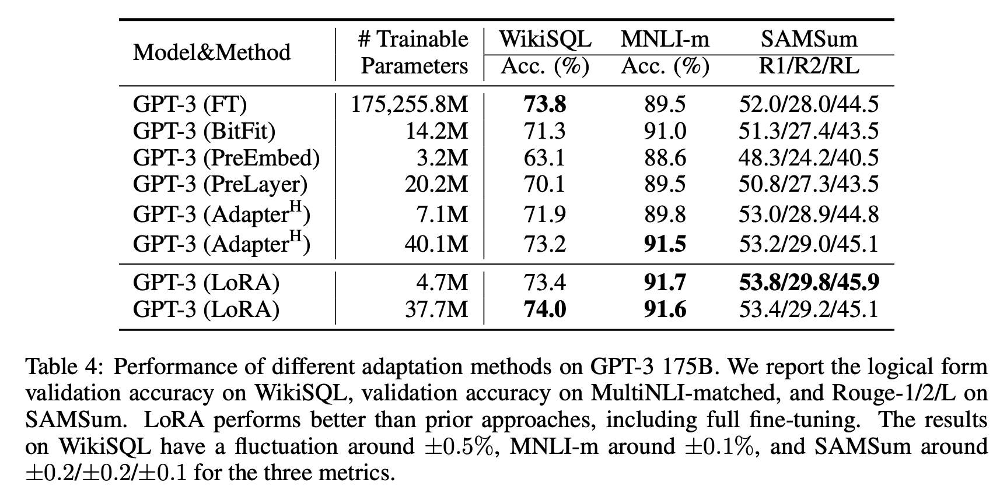 Model&Method # Trainable Parameters WikiSQL MNLI-m SAMSum
Acc. (%) Acc. (%) R1/R2/RL
GPT-3 (FT) 175,255.8M 73.8 89.5 52.0/28.0/44.5
GPT-3 (BitFit) 14.2M 71.3 91.0 51.3/27.4/43.5
GPT-3 (PreEmbed) 3.2M 63.1 88.6 48.3/24.2/40.5
GPT-3 (PreLayer) 20.2M 70.1 89.5 50.8/27.3/43.5
GPT-3 (Adapter^H) 7.1M 71.9 89.8 53.0/28.9/44.8
GPT-3 (Adapter^H) 40.1M 73.2 91.5 53.2/29.0/45.1
GPT-3 (LoRA) 4.7M 73.4 91.7 53.8/29.8/45.9
GPT-3 (LoRA) 37.7M 74.0 91.6 53.4/29.2/45.1
Table 4: Performance of different adaptation methods on GPT-3 175B. We report the logical form
validation accuracy on WikiSQL, validation accuracy on MultiNLI-matched, and Rouge-1/2/L on
SAMSum. LoRA performs better than prior approaches, including full fine-tuning. The results
on WikiSQL have a fluctuation around ±0.5%, MNLI-m around ±0.1%, and SAMSum around
±0.2/±0.2/±0.1 for the three metrics.